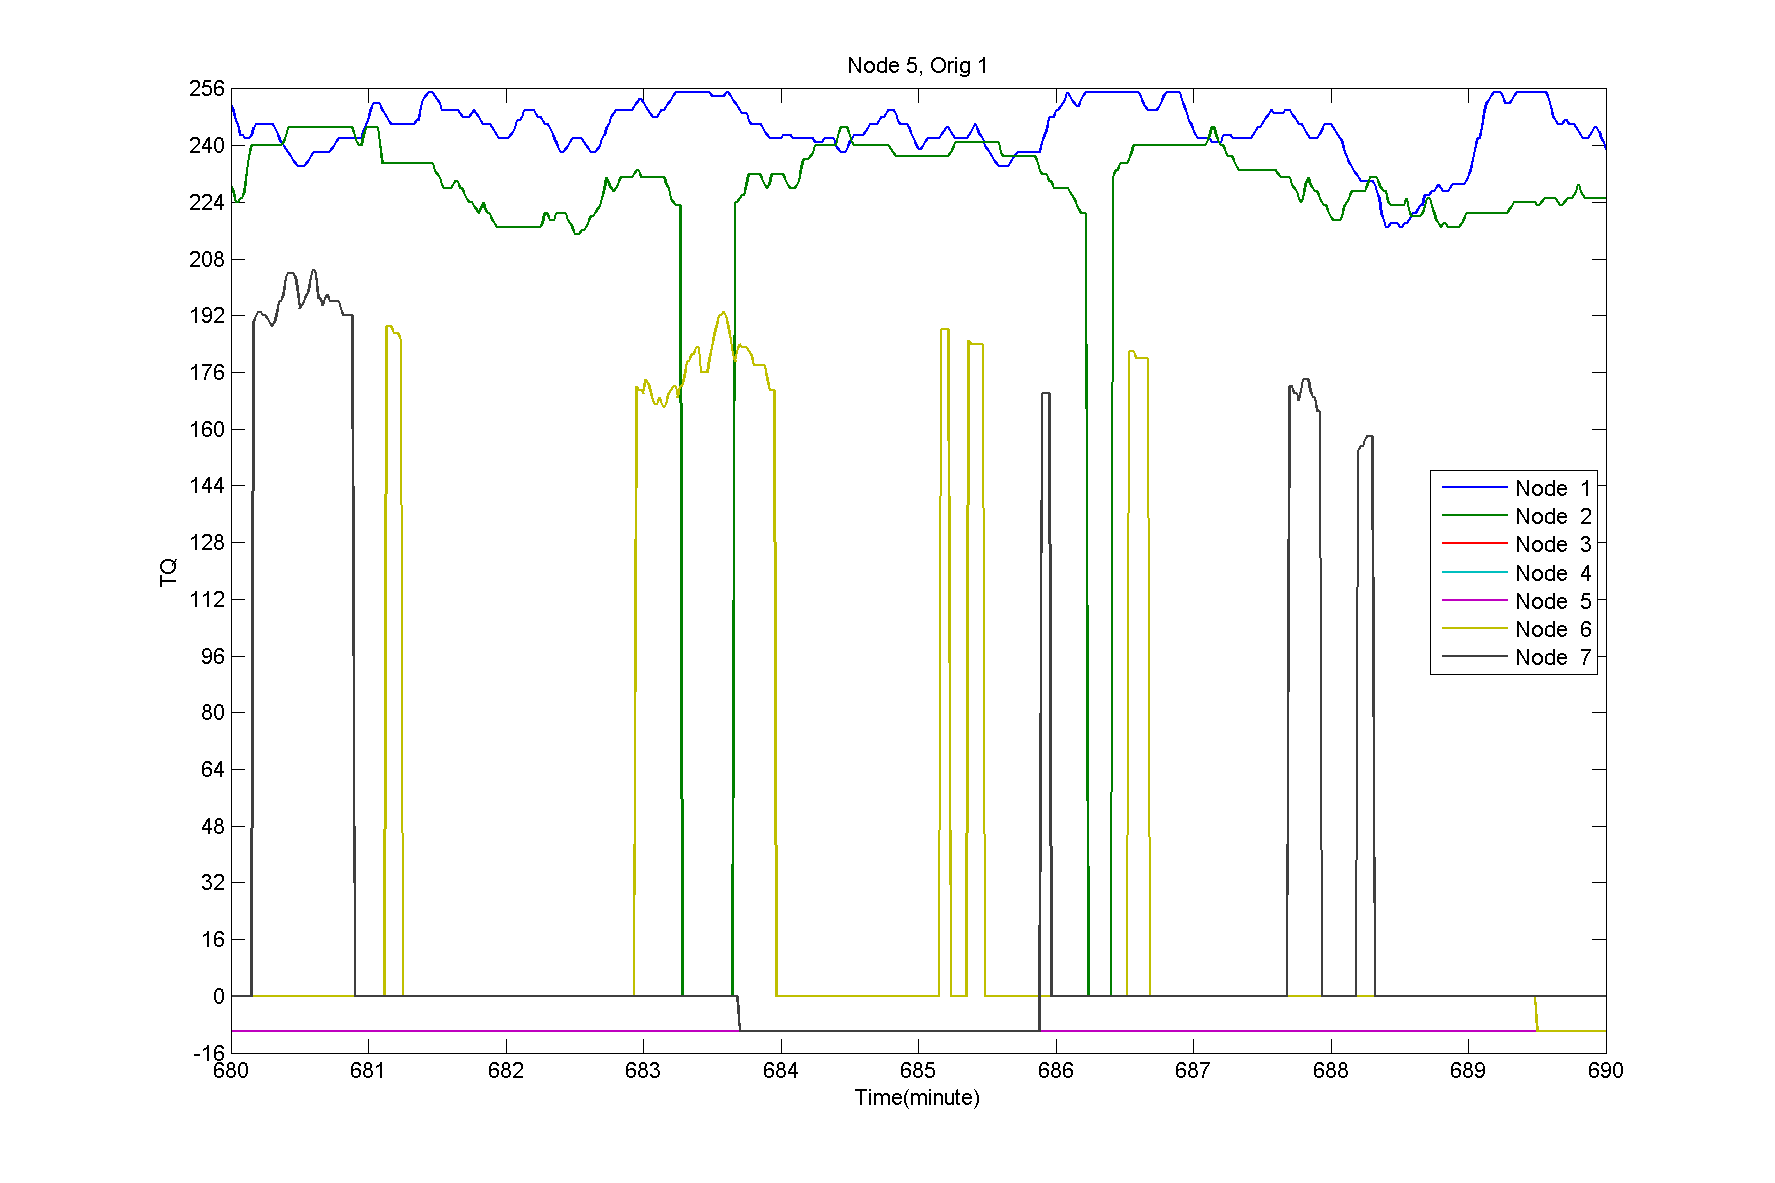 Node 5, Orig 1
256
240
224
208
192
176
160
144
128
112
96
80
64
48
32
16
0
-16
TQ
Node 1
Node 2
Node 3
Node 4
Node 5
Node 6
Node 7
680 681 682 683 684 685 686 687 688 689 690
Time(minute)